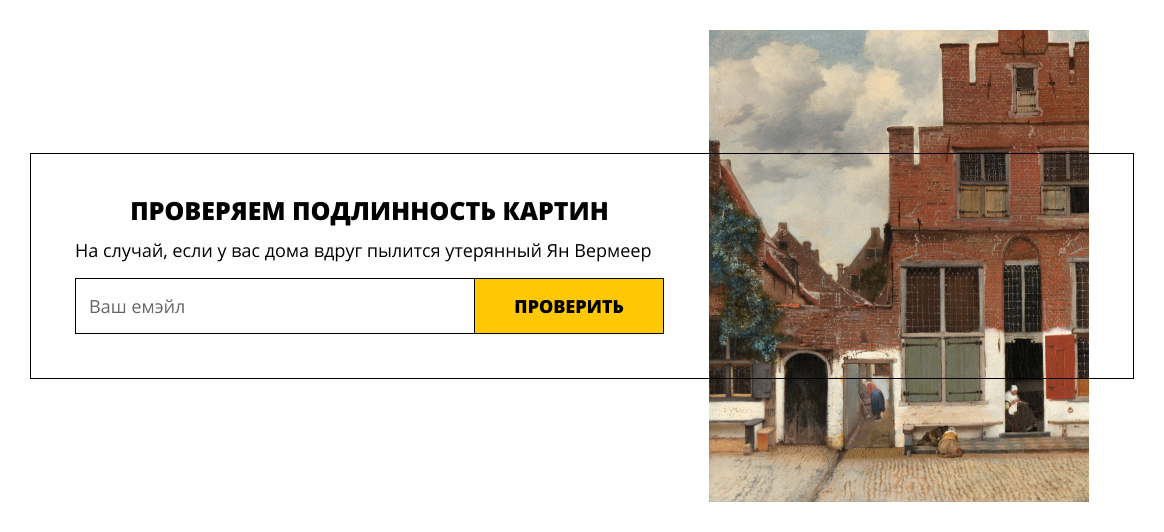 ПРОВЕРЯЕМ ПОДЛИННОСТЬ КАРТИН
На случай, если у вас дома вдруг пылится утерянный Ян Вермеер
Ваш емэйл
ПРОВЕРИТЬ